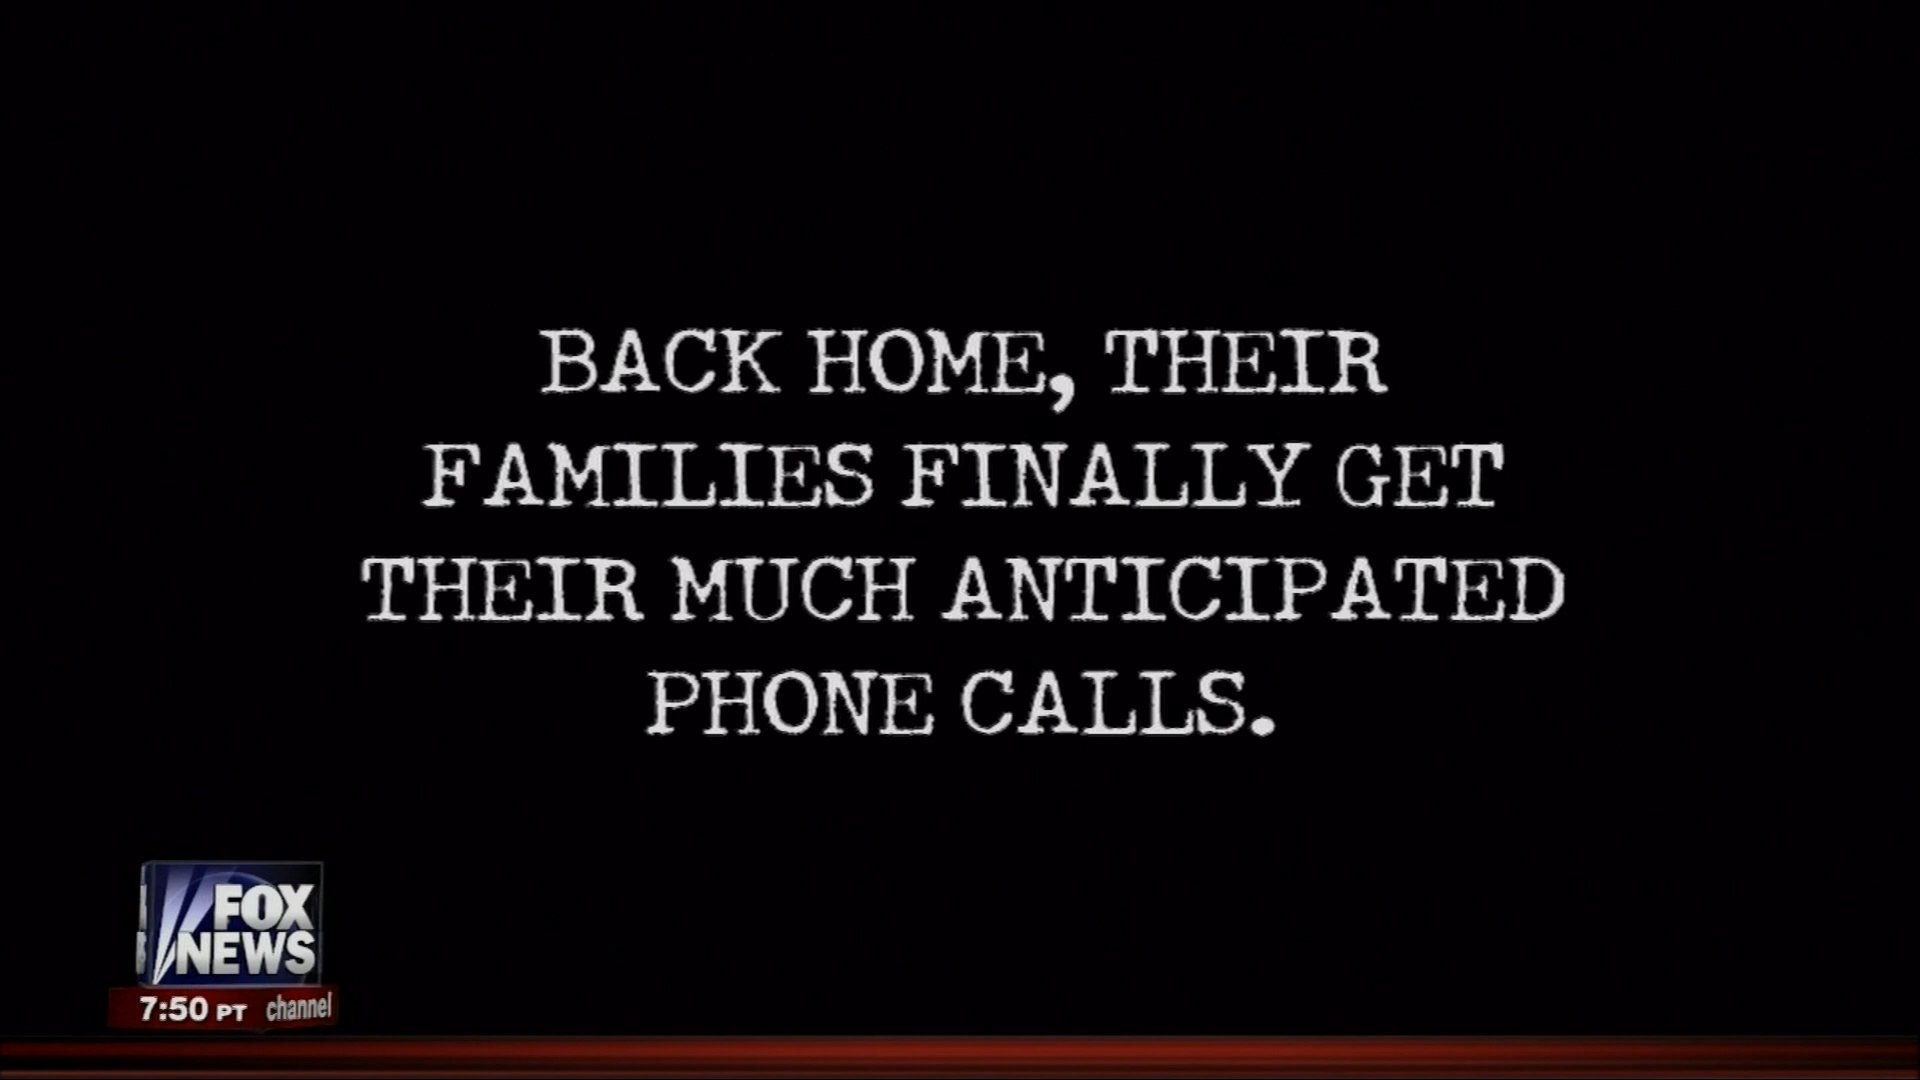 BACK HOME, THEIR
FAMILIES FINALLY GET
THEIR MUCH ANTICIPATED
PHONE CALLS.
FOX
NEWS
7:50 PT channel